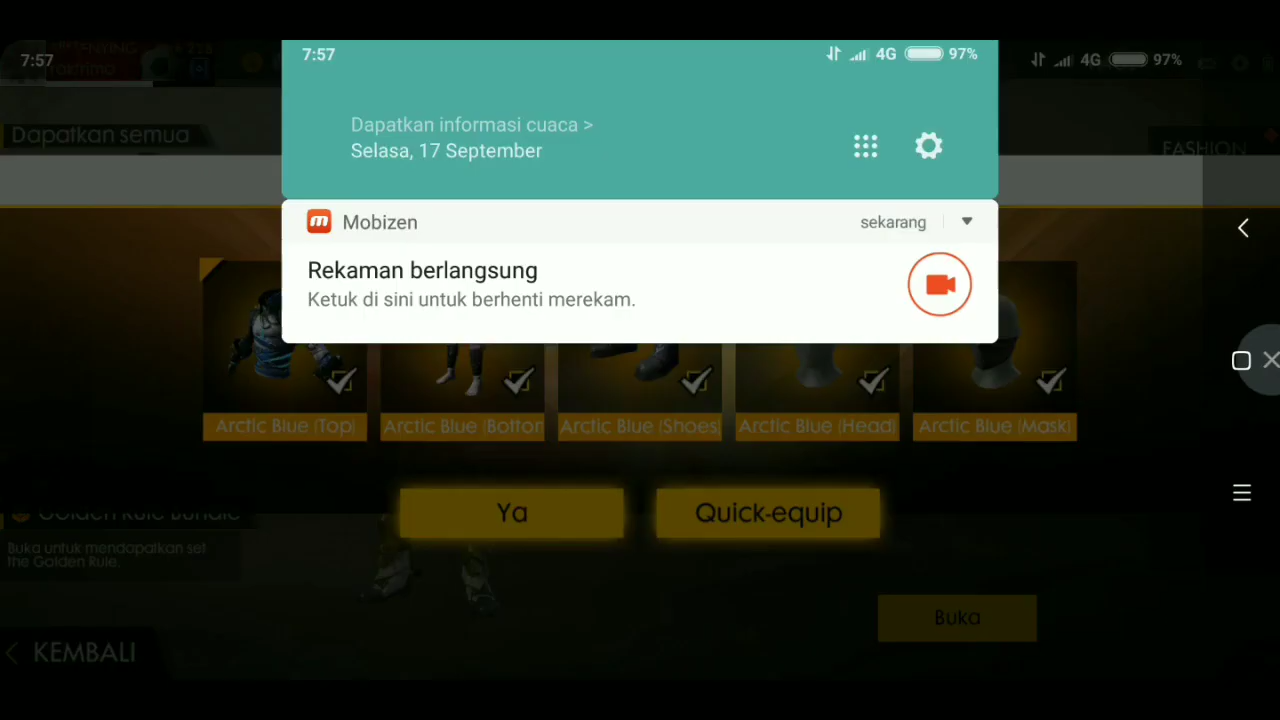 7:57
7:57
4G 97%
4G 97%
Dapatkan informasi cuaca >
Selasa, 17 September
Dapatkan semua
FASHION
Mobizen
sekarang
Rekaman berlangsung
Ketuk di sini untuk berhenti merekam.
Arctic Blue (Top)
Arctic Blue (Bottom
Arctic Blue (Shoes)
Arctic Blue (Head)
Arctic Blue (Mask)
Ya
Quick-equip
Golden Rule Bundle
Buka untuk mendapatkan set
the Golden Rule.
Buka
KEMBALI